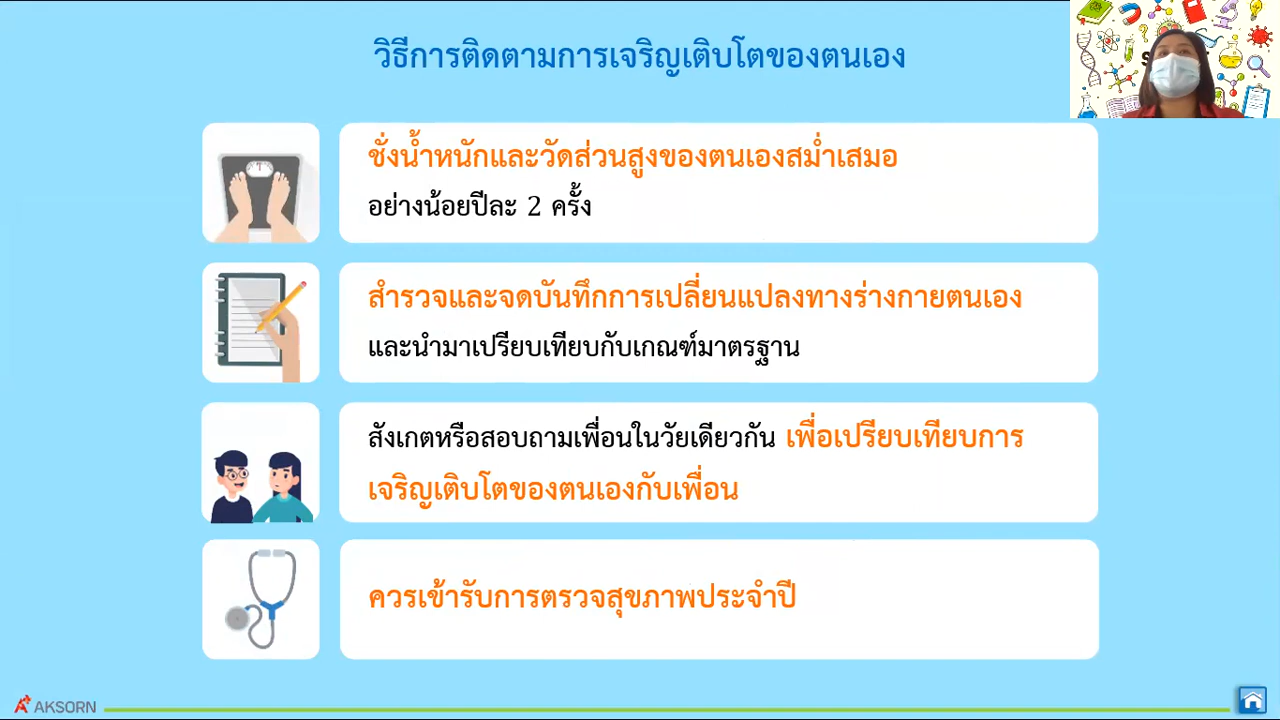 วิธีการติดตามการเจริญเติบโตของตนเอง
ชั่งน้ำหนักและวัดส่วนสูงของตนเองสม่ำเสมอ
อย่างน้อยปีละ 2 ครั้ง
สำรวจและจดบันทึกการเปลี่ยนแปลงทางร่างกายตนเอง
และนำมาเปรียบเทียบกับเกณฑ์มาตรฐาน
สังเกตหรือสอบถามเพื่อนในวัยเดียวกัน เพื่อเปรียบเทียบการ
เจริญเติบโตของตนเองกับเพื่อน
ควรเข้ารับการตรวจสุขภาพประจำปี
AKSORN